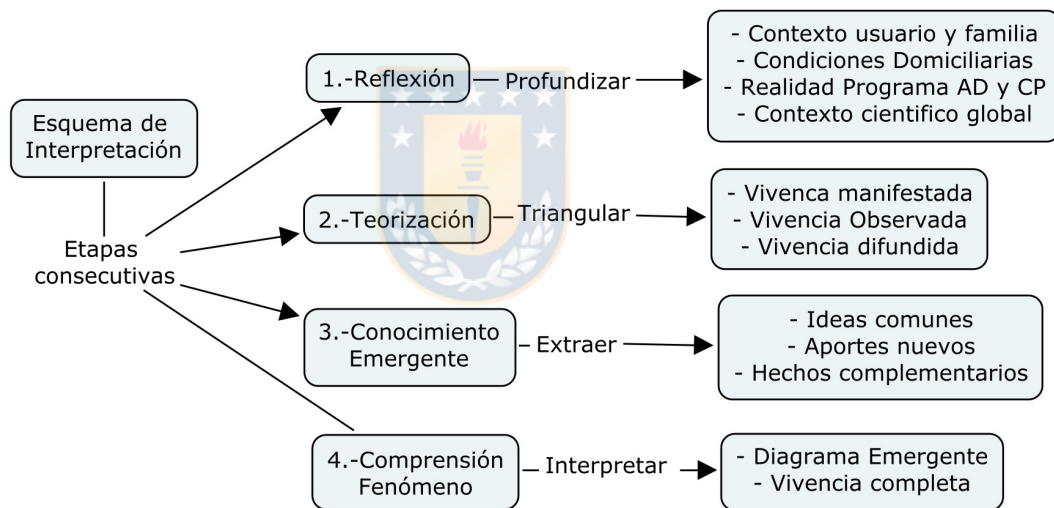 Esquema de
Interpretación
Etapas
consecutivas
1.-Reflexión
Profundizar
- Contexto usuario y familia
- Condiciones Domiciliarias
- Realidad Programa AD y CP
- Contexto cientifico global
2.-Teorización
Triangular
- Vivenca manifestada
- Vivencia Observada
- Vivencia difundida
3.-Conocimiento
Emergente
Extraer
- Ideas comunes
- Aportes nuevos
- Hechos complementarios
4.-Comprensión
Fenómeno
Interpretar
- Diagrama Emergente
- Vivencia completa